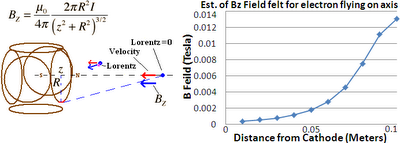 B_Z = μ₀/4π 2πR²I/(z² + R²)^3/2
Lorentz=0
Velocity
Lorentz
z
S
N
R
B_Z
Est. of Bz Field felt for electron flying on axis
B Feild (Tesla)
0.014
0.012
0.01
0.008
0.006
0.004
0.002
0
0
0.05
0.1
Distance from Cathode (Meters)